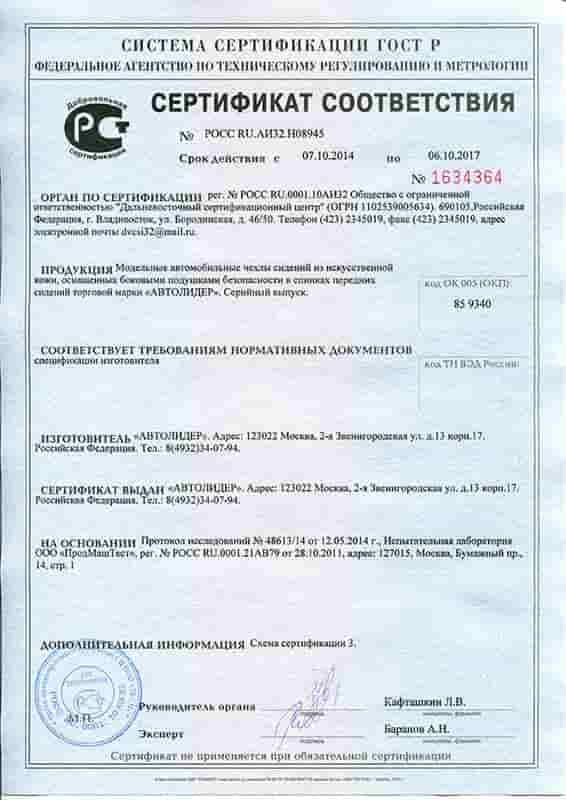 СИСТЕМА СЕРТИФИКАЦИИ ГОСТ Р
ФЕДЕРАЛЬНОЕ АГЕНТСТВО ПО ТЕХНИЧЕСКОМУ РЕГУЛИРОВАНИЮ И МЕТРОЛОГИИ
Добровольная
сертификация
СЕРТИФИКАТ СООТВЕТСТВИЯ
№ РОСС RU.АИ32.Н08945
Срок действия с 07.10.2014 по 06.10.2017
№ 1634364
ОРГАН ПО СЕРТИФИКАЦИИ рег. № РОСС RU.0001.10АИ32 Общество с ограниченной
ответственностью "Дальневосточный сертификационный центр" (ОГРН 1102539005634). 690105,Российская
Федерация, г. Владивосток, ул. Бородинская, д. 46/50. Телефон (423) 2345019, факс (423) 2345019, адрес
электронной почты dvcsi32@mail.ru.
ПРОДУКЦИЯ Модельные автомобильные чехлы сидений из искусственной
кожи, оснащенных боковыми подушками безопасности в спинках передних
сидений торговой марки «АВТОЛИДЕР». Серийный выпуск.
код ОК 005 (ОКП):
85 9340
СООТВЕТСТВУЕТ ТРЕБОВАНИЯМ НОРМАТИВНЫХ ДОКУМЕНТОВ
спецификации изготовителя
код ТН ВЭД России:
ИЗГОТОВИТЕЛЬ «АВТОЛИДЕР». Адрес: 123022 Москва, 2-я Звенигородская ул. д.13 корп.17.
Российская Федерация. Тел.: 8(4932)34-07-94.
СЕРТИФИКАТ ВЫДАН «АВТОЛИДЕР». Адрес: 123022 Москва, 2-я Звенигородская ул. д.13 корп.17.
Российская Федерация. Тел.: 8(4932)34-07-94.
НА ОСНОВАНИИ Протокол исследований № 48613/14 от 12.05.2014 г., Испытательная лаборатория
ООО «ПродМашТест», рег. № РОСС RU.0001.21АВ79 от 28.10.2011, адрес: 127015, Москва, Бумажный пр.,
14, стр. 1
ДОПОЛНИТЕЛЬНАЯ ИНФОРМАЦИЯ Схема сертификации 3.
М.П.
Руководитель органа
Кафташкин Л.В.
подпись
инициалы, фамилия
Эксперт
Баранов А.Н.
подпись
инициалы, фамилия
Сертификат не применяется при обязательной сертификации